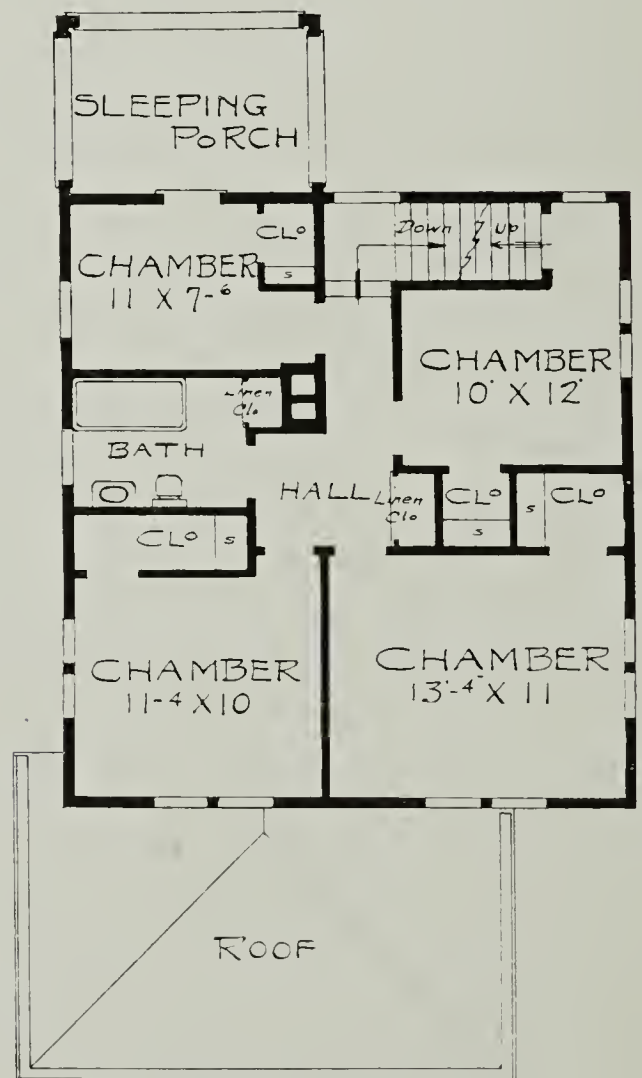 SLEEPING
PORCH
CLO
S
CHAMBER
11 X 7-6
Down
Up
CHAMBER
10' X 12'
Linen
Clo
BATH
HALL
Linen
Clo
CLO
S
CLO
S
CLO
S
CHAMBER
11-4 X 10
CHAMBER
13'-4" X 11
ROOF